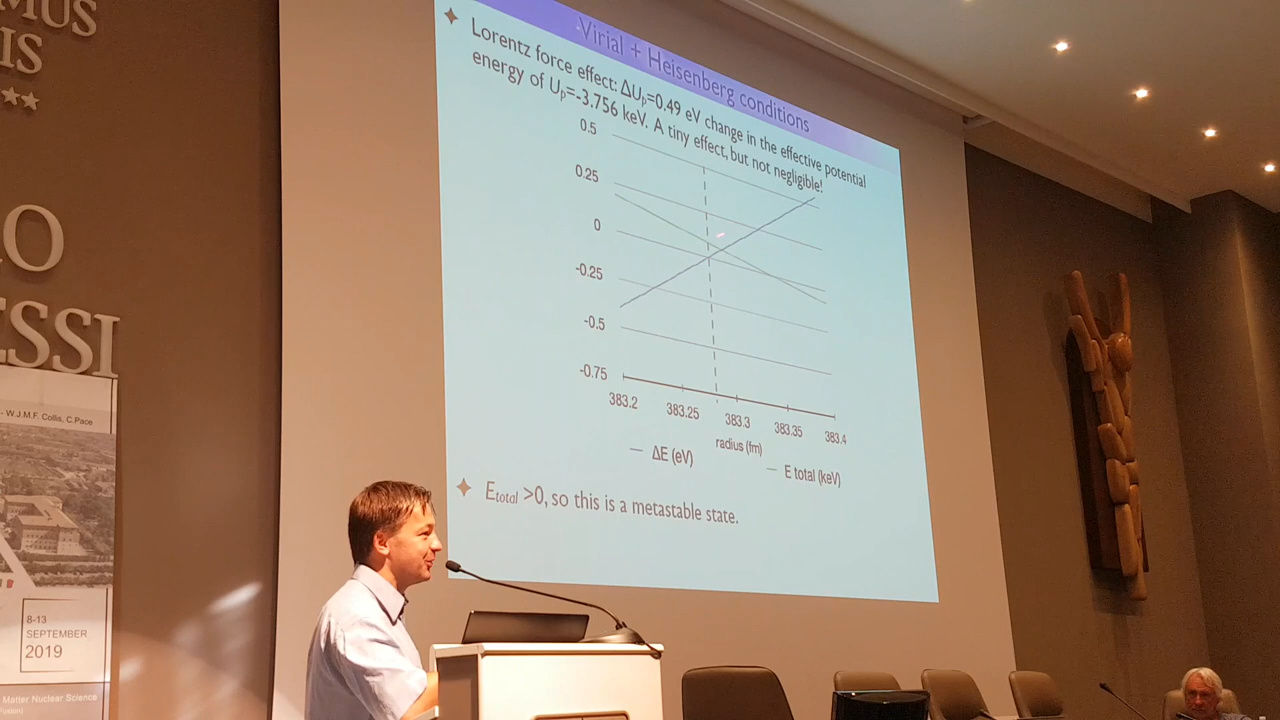 MUS
IS
IO
ESSI
- W.J.M.F. Collis, C.Pace
8-13
SEPTEMBER
2019
Matter Nuclear Science
Virial + Heisenberg conditions
Lorentz force effect: ΔUp=0.49 eV change in the effective potential
energy of Up=-3.756 keV. A tiny effect, but not negligible!
0.5
0.25
0
-0.25
-0.5
-0.75
383.2 383.25 383.3 383.35 383.4
radius (fm)
ΔE (eV) E total (keV)
Etotal >0, so this is a metastable state.